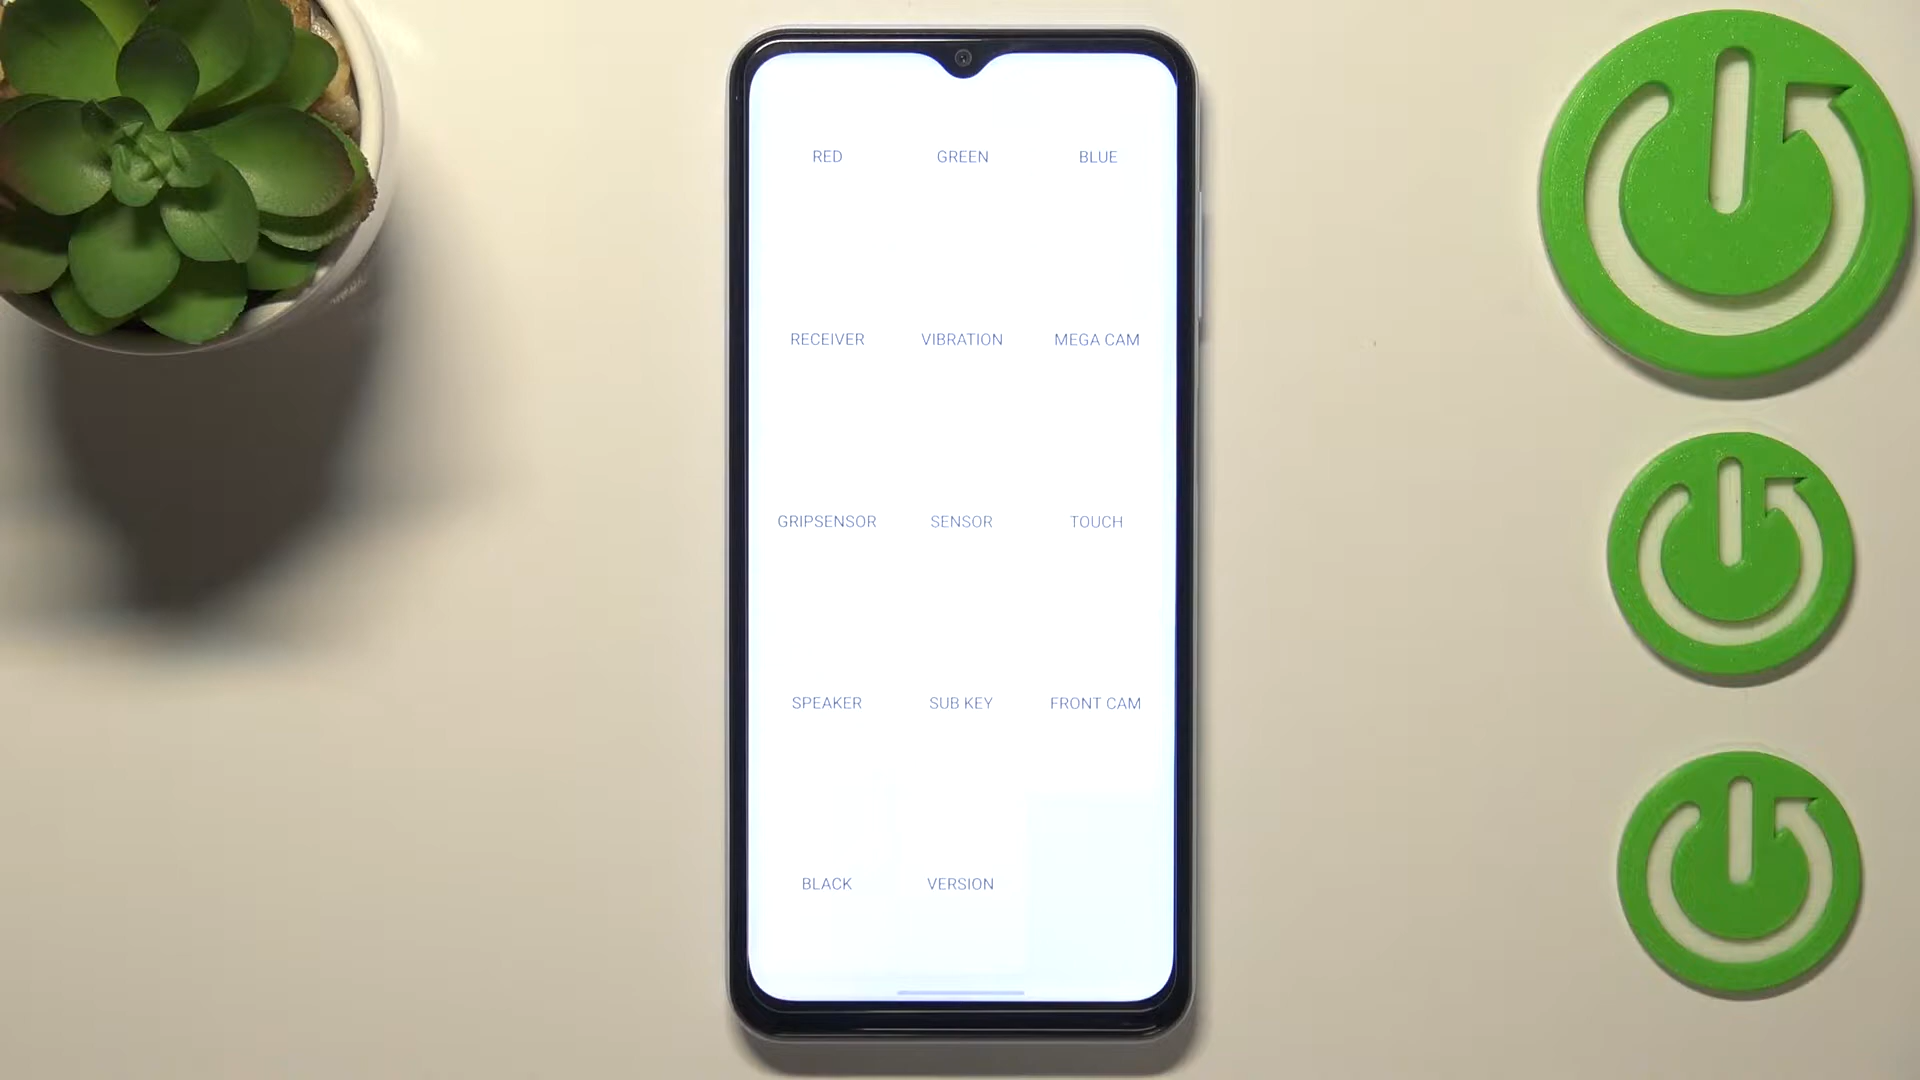 RED GREEN BLUE
RECEIVER VIBRATION MEGA CAM
GRIPSENSOR SENSOR TOUCH
SPEAKER SUB KEY FRONT CAM
BLACK VERSION